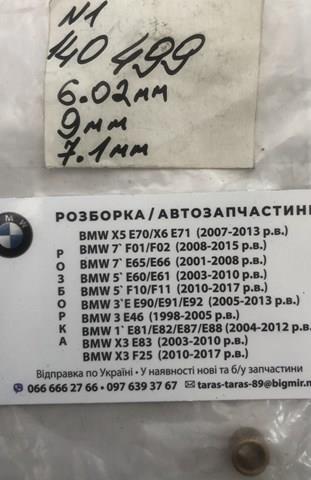 N1
40 499
6.02мм
9мм
7.1мм
BMW
РОЗБОРКА/АВТОЗАПЧАСТИНИ
РОЗБОРКА
BMW X5 E70/X6 E71 (2007-2013 р.в.)
BMW 7` F01/F02 (2008-2015 р.в.)
BMW 7` E65/E66 (2001-2008 р.в.)
BMW 5` E60/E61 (2003-2010 р.в.)
BMW 5` F10/F11 (2010-2017 р.в.)
BMW 3`E E90/E91/E92 (2005-2013 р.в.)
BMW 3 E46 (1998-2005 р.в.)
BMW 1` E81/E82/E87/E88 (2004-2012 р.в.)
BMW X3 E83 (2003-2010 р.в.)
BMW X3 F25 (2010-2017 р.в.)
Відправка по Україні • У наявності нові та б/у запчастини
066 666 27 66 • 097 639 37 67 taras-taras-89@bigmir.n